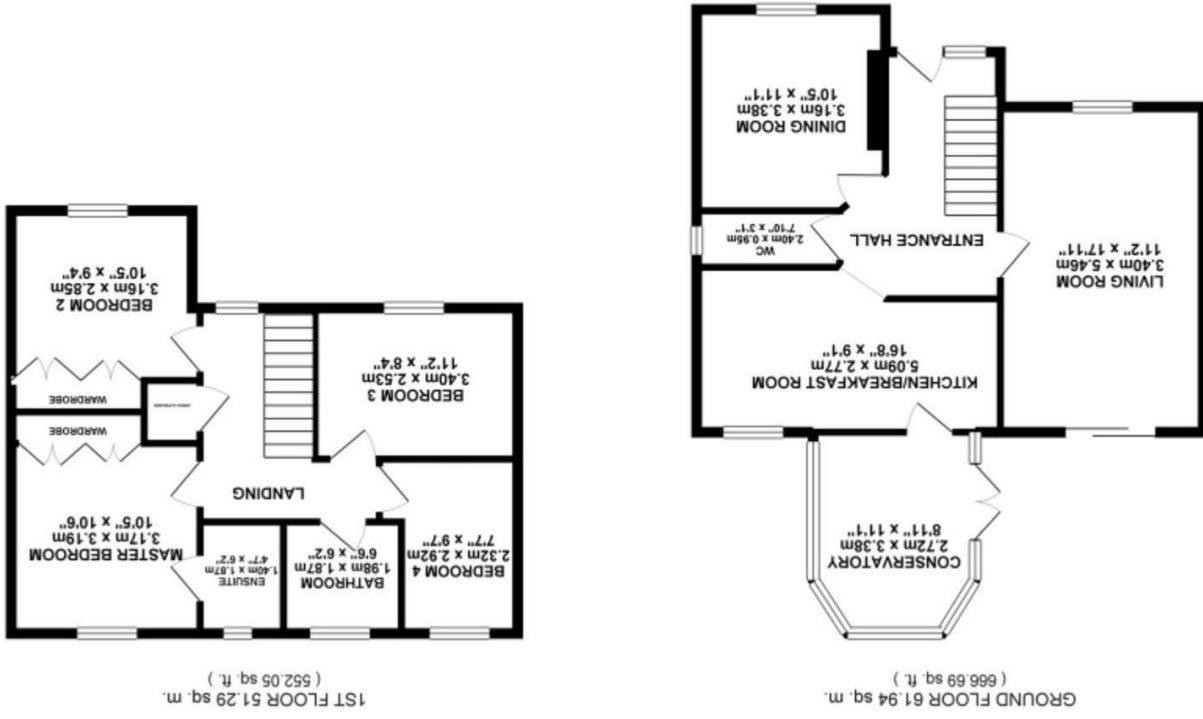 GROUND FLOOR 61.94 sq. m.
( 666.69 sq. ft. )
CONSERVATORY
2.72m x 3.38m
8'11" x 11'1"
KITCHEN/BREAKFAST ROOM
5.09m x 2.77m
16'8" x 9'1"
LIVING ROOM
3.40m x 5.46m
11'2" x 17'11"
ENTRANCE HALL
WC
2.40m x 0.95m
7'10" x 3'1"
DINING ROOM
3.16m x 3.38m
10'5" x 11'1"
1ST FLOOR 51.29 sq. m.
( 552.05 sq. ft. )
BEDROOM 4
2.32m x 2.92m
7'7" x 9'7"
BATHROOM
1.98m x 1.87m
6'6" x 6'2"
ENSUITE
1.40m x 1.87m
4'7" x 6'2"
MASTER BEDROOM
3.17m x 3.19m
10'5" x 10'6"
LANDING
WARDROBE
WARDROBE
BEDROOM 3
3.40m x 2.53m
11'2" x 8'4"
BEDROOM 2
3.16m x 2.85m
10'5" x 9'4"